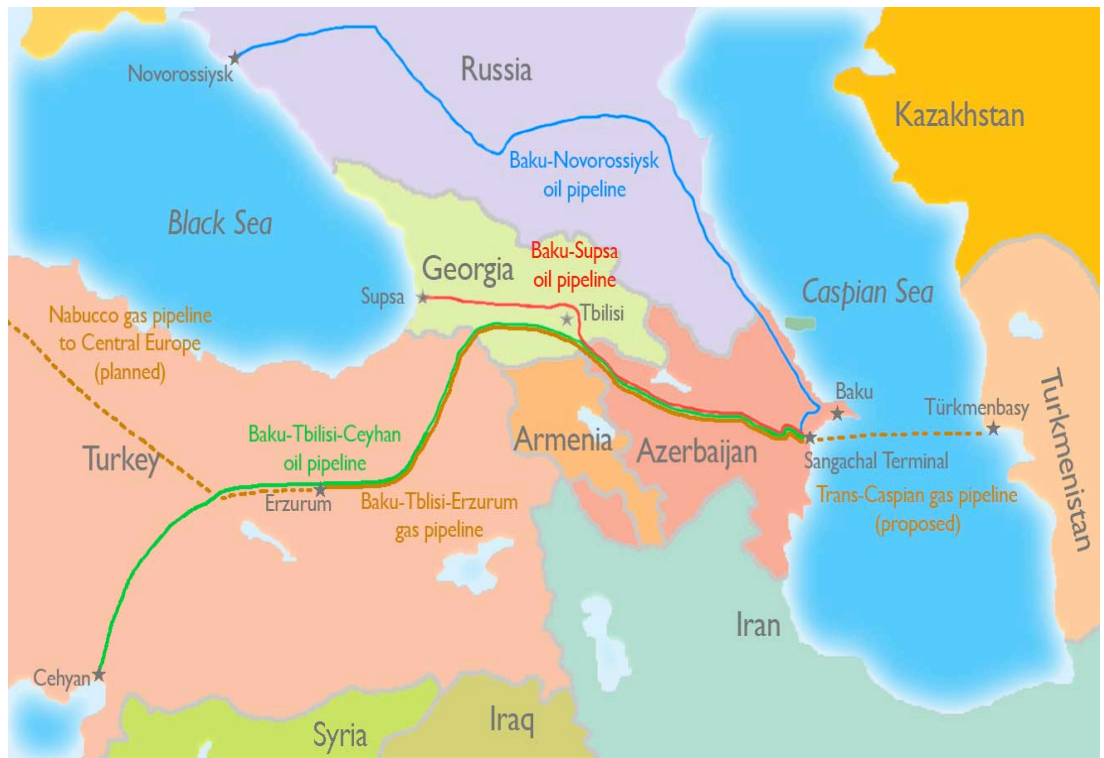 Novorossiysk
Russia
Kazakhstan
Baku-Novorossiysk
oil pipeline
Black Sea
Baku-Supsa
oil pipeline
Georgia
Supsa
Tbilisi
Caspian Sea
Nabucco gas pipeline
to Central Europe
(planned)
Baku
Türkmenbasy
Turkmenistan
Baku-Tbilisi-Ceyhan
oil pipeline
Turkey
Armenia
Azerbaijan
Sangachal Terminal
Erzurum
Baku-Tblisi-Erzurum
gas pipeline
Trans-Caspian gas pipeline
(proposed)
Iran
Cehyan
Syria
Iraq